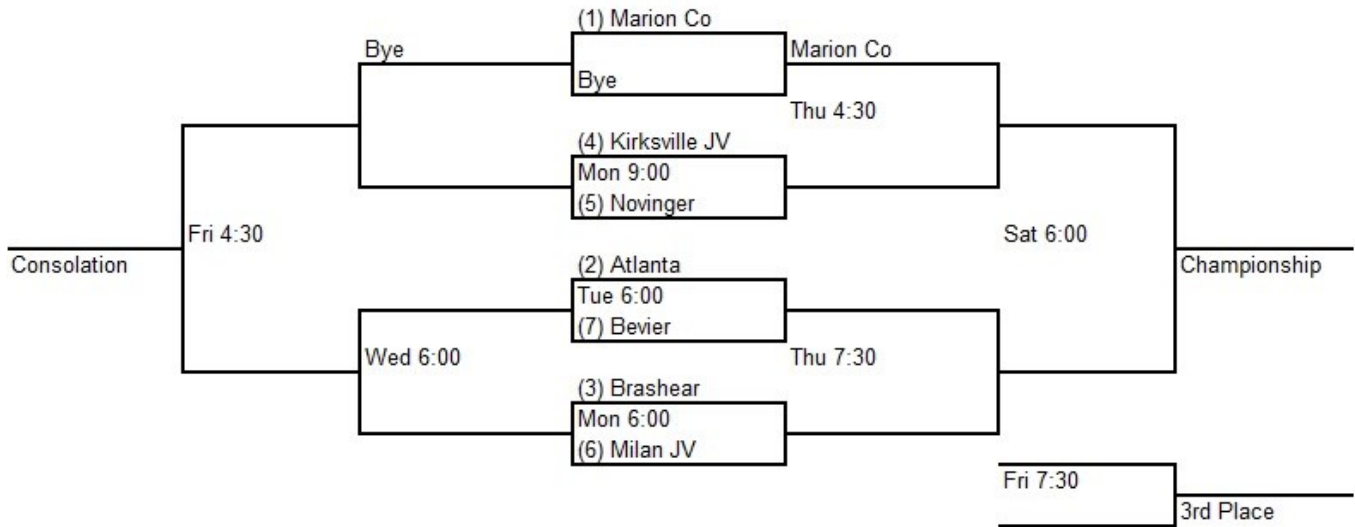 (1) Marion Co
Bye
Marion Co
Bye
Thu 4:30
(4) Kirksville JV
Mon 9:00
(5) Novinger
Fri 4:30
Sat 6:00
Consolation
(2) Atlanta
Championship
Tue 6:00
(7) Bevier
Wed 6:00
Thu 7:30
(3) Brashear
Mon 6:00
(6) Milan JV
Fri 7:30
3rd Place